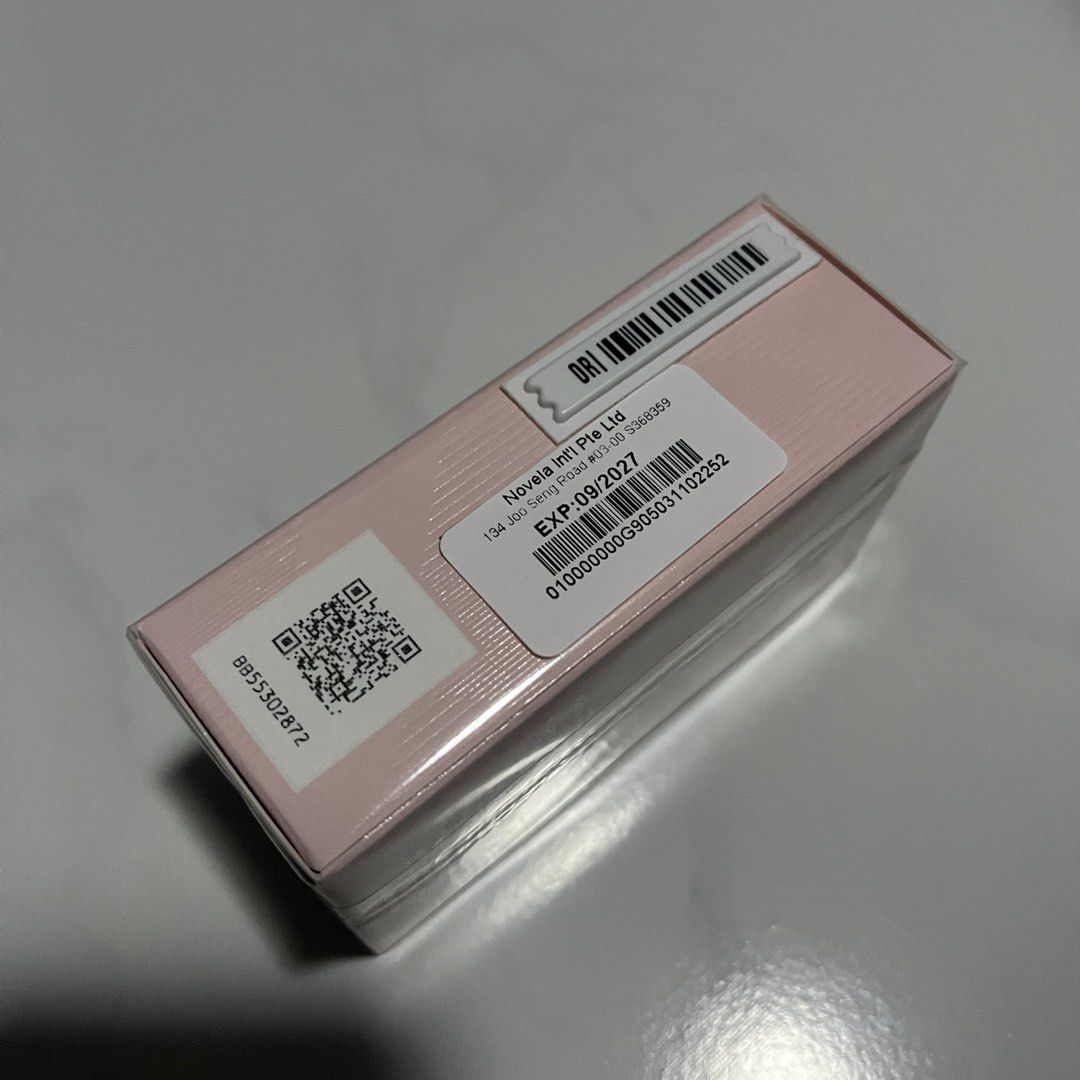 ORI
Novela Int'l Pte Ltd
134 Joo Seng Road #03-00 S368359
EXP:09/2027
010000000G905031102252
BB55302872